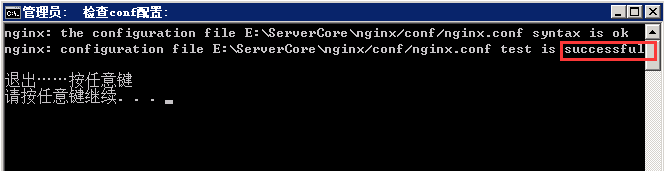 管理员: 检查conf配置:
nginx: the configuration file E:\ServerCore\nginx/conf/nginx.conf syntax is ok
nginx: configuration file E:\ServerCore\nginx/conf/nginx.conf test is successful
退出……按任意键
请按任意键继续. . .